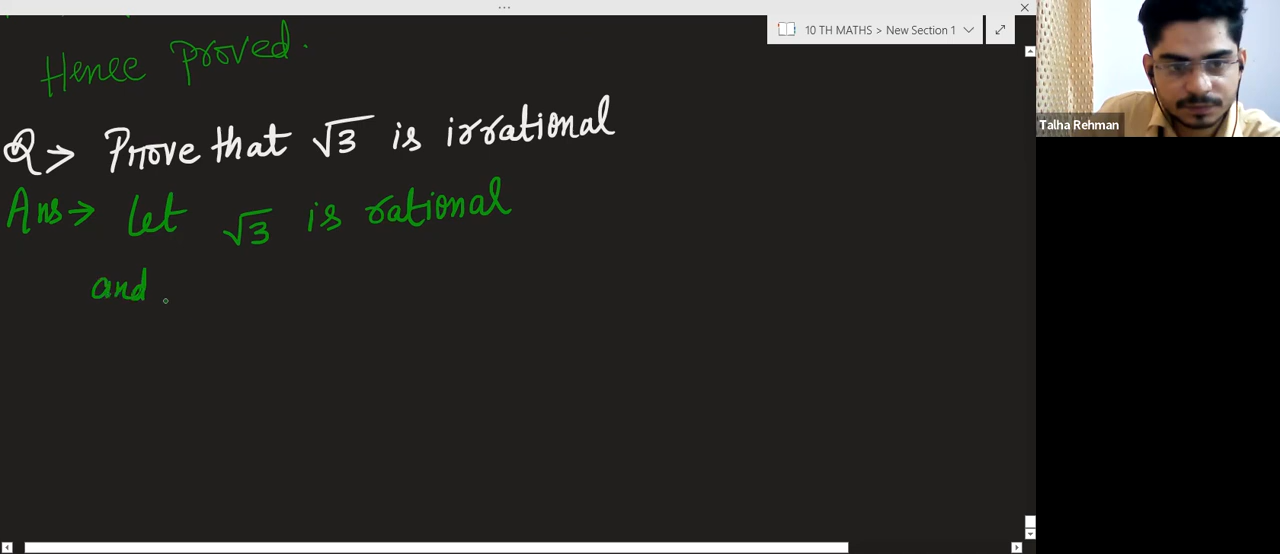 ...
10 TH MATHS > New Section 1
Hence proved.
Q> Prove that √3 is irrational
Ans→ Let √3 is rational
and
Talha Rehman